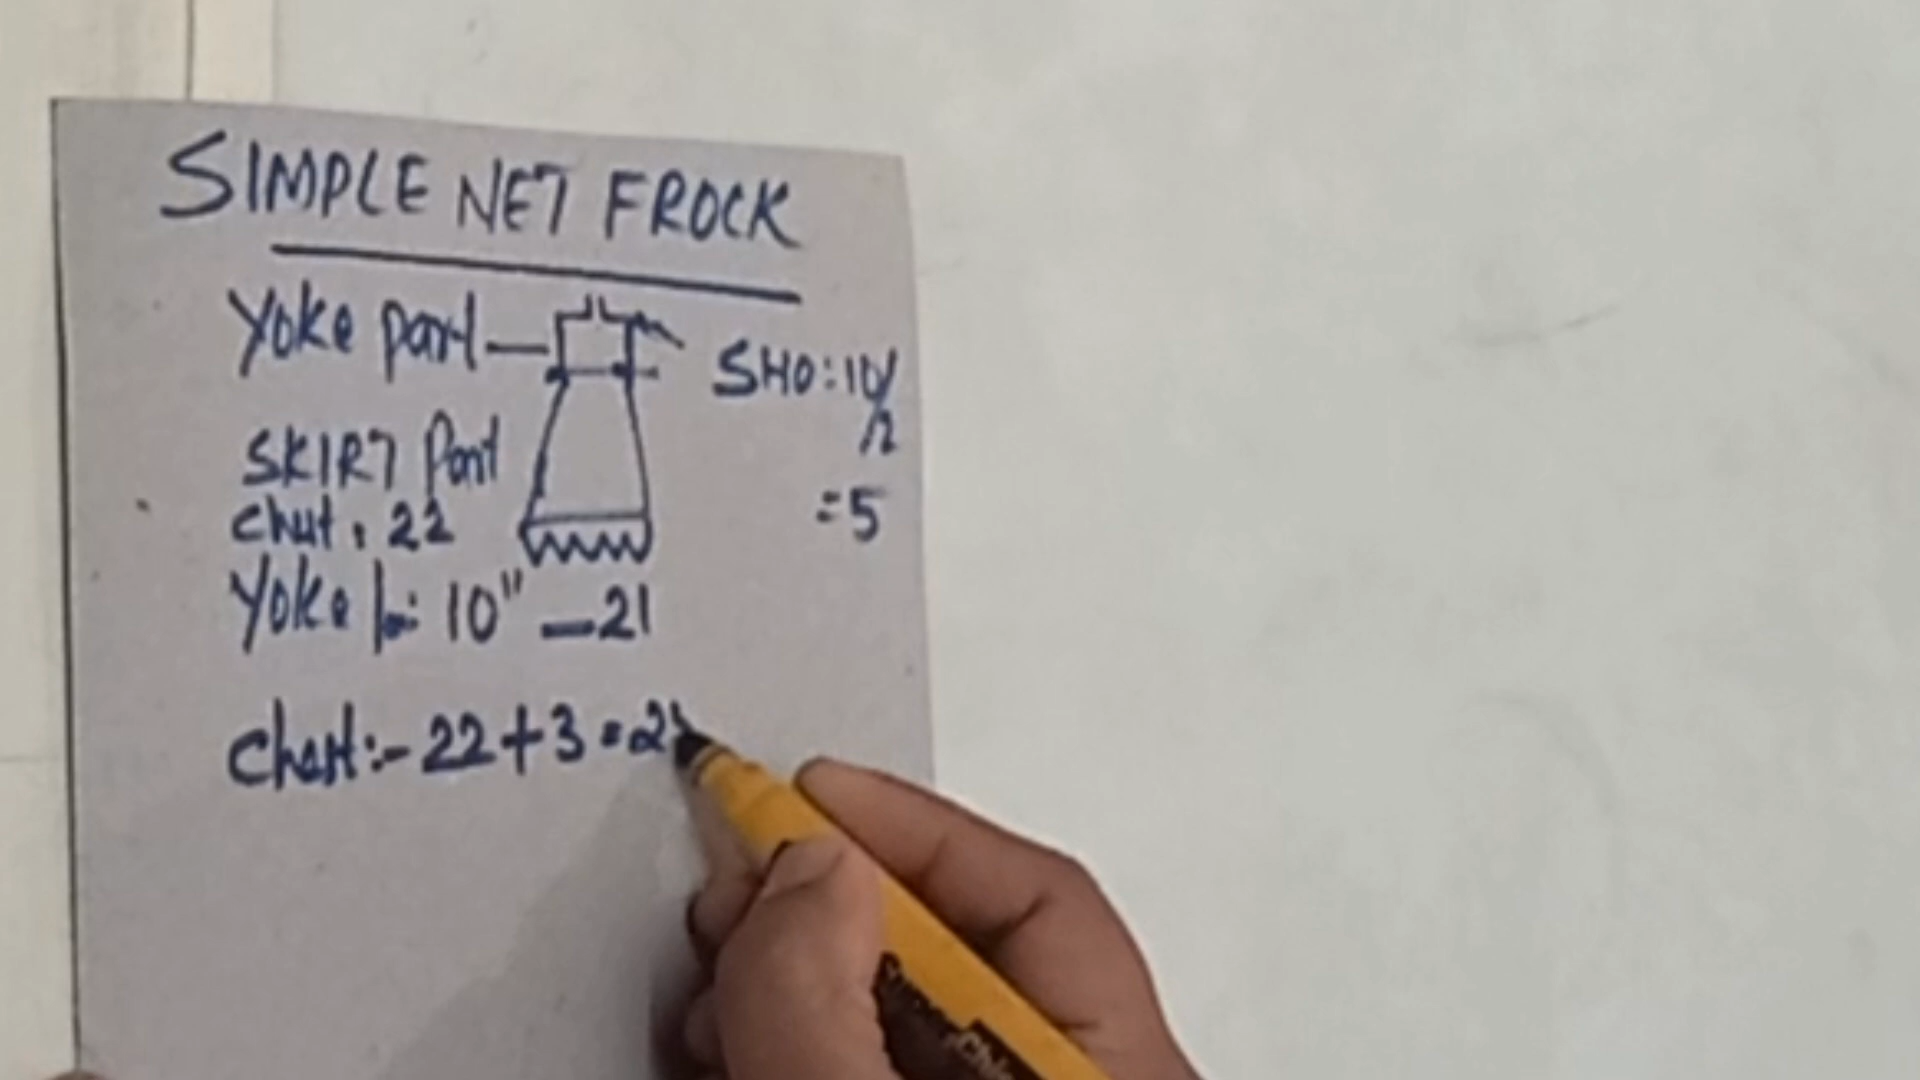 SIMPLE NET FROCK
Yoke part
SHO: 10/
/2
= 5
SKIRT Part
Chut: 22
Yoke 10" — 21
Chest:- 22+3=2